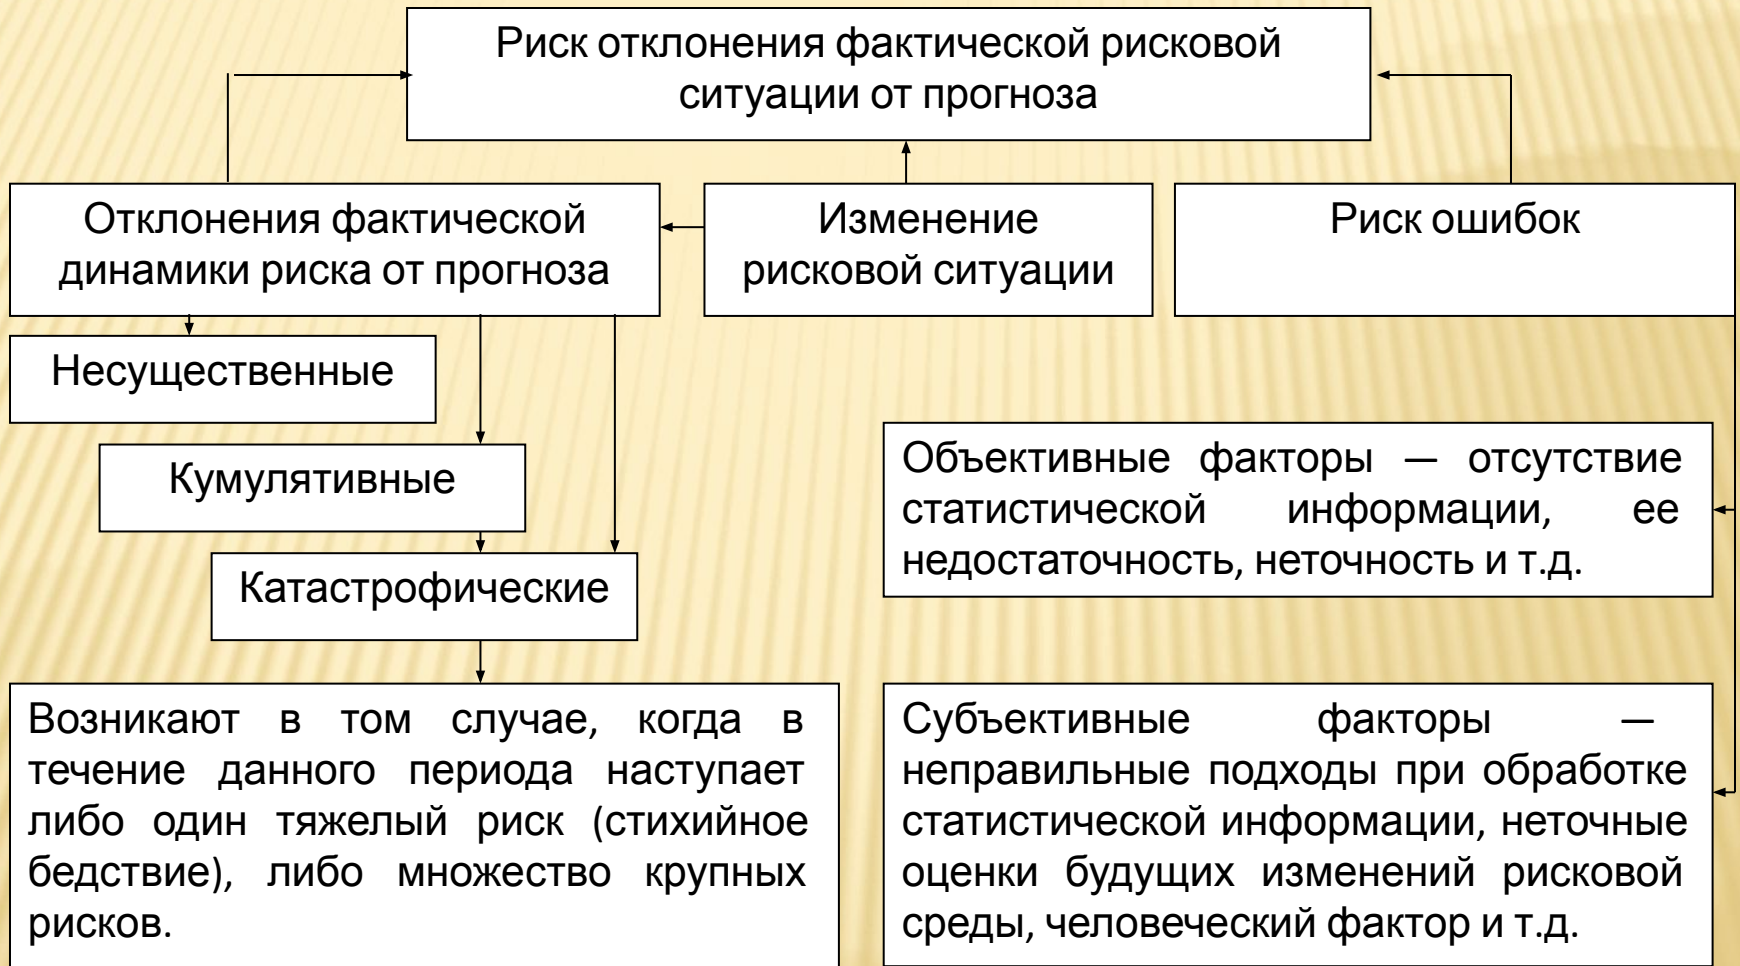 Риск отклонения фактической рисковой
ситуации от прогноза
Отклонения фактической
динамики риска от прогноза
Изменение
рисковой ситуации
Риск ошибок
Несущественные
Кумулятивные
Катастрофические
Возникают в том случае, когда в
течение данного периода наступает
либо один тяжелый риск (стихийное
бедствие), либо множество крупных
рисков.
Объективные факторы — отсутствие
статистической информации, ее
недостаточность, неточность и т.д.
Субъективные факторы —
неправильные подходы при обработке
статистической информации, неточные
оценки будущих изменений рисковой
среды, человеческий фактор и т.д.